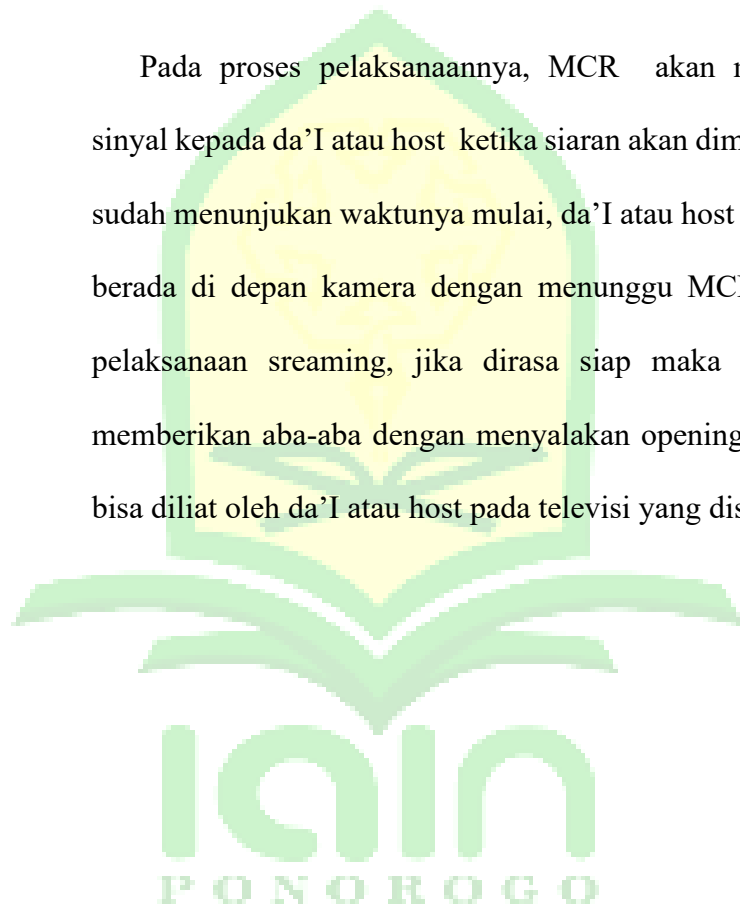 Pada proses pelaksanaannya, MCR akan
sinyal kepada da’I atau host ketika siaran akan
sudah menunjukan waktunya mulai, da’I atau host
berada di depan kamera dengan menunggu
pelaksanaan sreaming, jika dirasa siap maka
memberikan aba-aba dengan menyalakan opening
bisa diliat oleh da’I atau host pada televisi yang
iain
PONOROGO